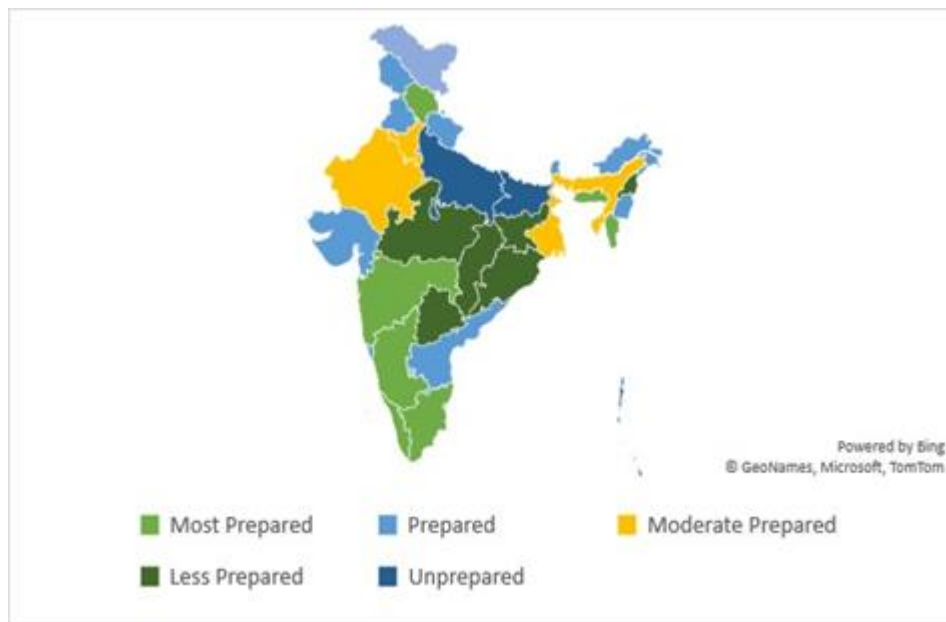 Powered by Bing
© GeoNames, Microsoft, TomTom
Most Prepared
Prepared
Moderate Prepared
Less Prepared
Unprepared